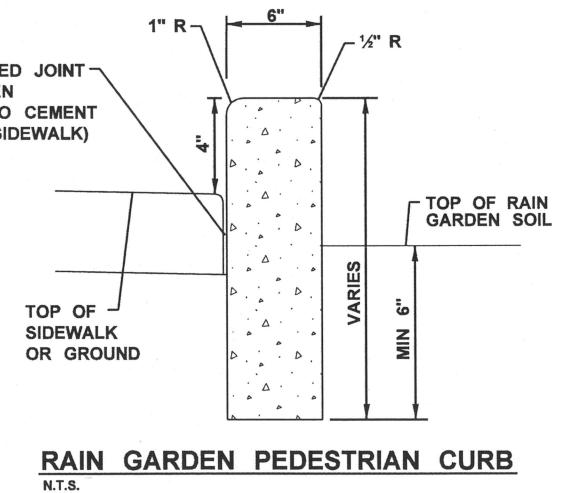 6"
1" R
½" R
ED JOINT
EN
O CEMENT
SIDEWALK)
4"
TOP OF RAIN
GARDEN SOIL
VARIES
MIN 6"
TOP OF
SIDEWALK
OR GROUND
RAIN GARDEN PEDESTRIAN CURB
N.T.S.